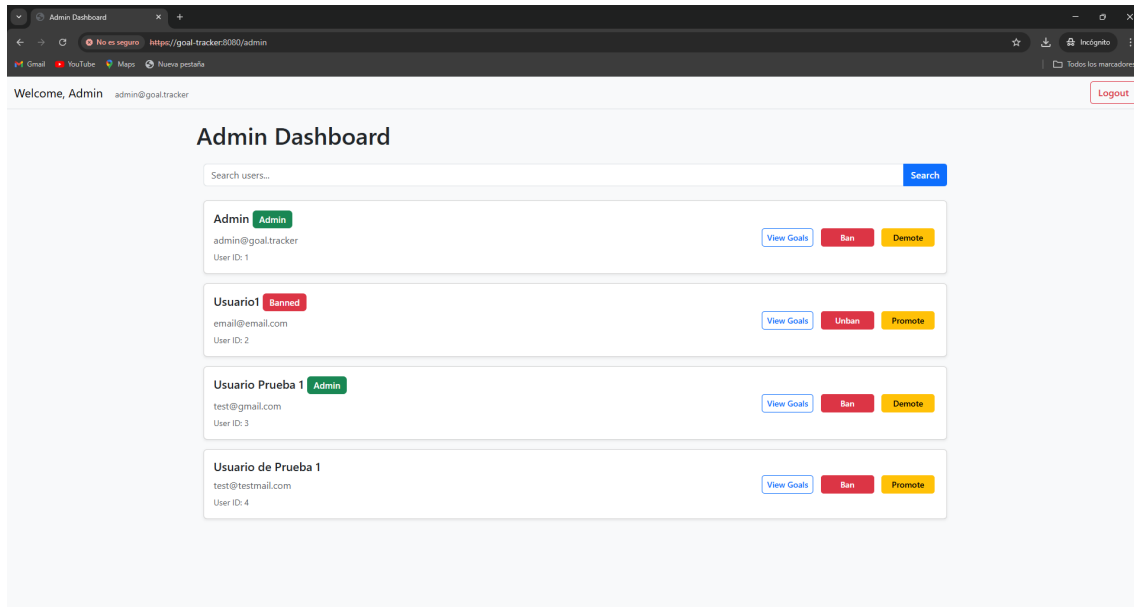 Admin Dashboard
No es seguro https://goal-tracker:8080/admin Incógnito
Gmail YouTube Maps Nueva pestaña Todos los marcadores
Welcome, Admin admin@goal.tracker Logout
Admin Dashboard
Search users... Search
Admin Admin
admin@goal.tracker
User ID: 1
View Goals Ban Demote
Usuario1 Banned
email@email.com
User ID: 2
View Goals Unban Promote
Usuario Prueba 1 Admin
test@gmail.com
User ID: 3
View Goals Ban Demote
Usuario de Prueba 1
test@testmail.com
User ID: 4
View Goals Ban Promote